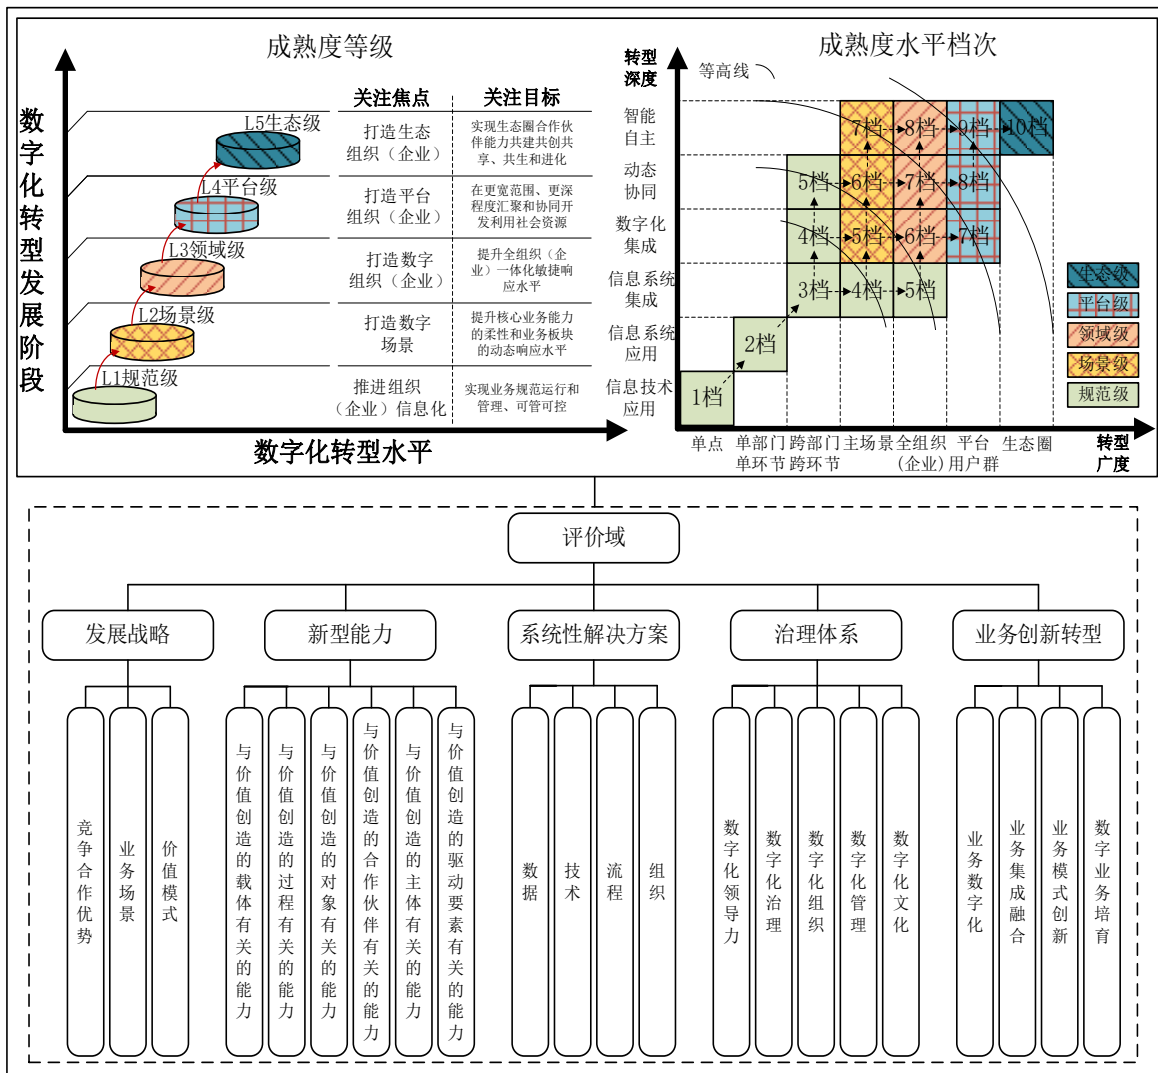 成熟度等级
数字化转型发展阶段
关注焦点
关注目标
L5生态级
打造生态
组织（企业）
实现生态圈合作伙
伴能力共建共创共
享、共生和进化
L4平台级
打造平台
组织（企业）
在更宽范围、更深
程度汇聚和协同开
发利用社会资源
L3领域级
打造数字
组织（企业）
提升全组织（企
业）一体化敏捷响
应水平
L2场景级
打造数字
场景
提升核心业务能力
的柔性和业务板块
的动态响应水平
L1规范级
推进组织
（企业）信息化
实现业务规范运行和
管理、可管可控
数字化转型水平
成熟度水平档次
转型
深度
等高线
智能
自主
7档
8档
9档
10档
动态
协同
5档
6档
7档
8档
数字化
集成
4档
5档
6档
7档
信息系统
集成
3档
4档
5档
信息系统
应用
2档
信息技术
应用
1档
生态级
平台级
领域级
场景级
规范级
单点
单部门
单环节
跨部门
跨环节
主场景
全组织
(企业)
平台
用户群
生态圈
转型
广度
评价域
发展战略
新型能力
系统性解决方案
治理体系
业务创新转型
竞争合作优势
业务场景
价值模式
与价值创造的载体有关的能力
与价值创造的过程有关的能力
与价值创造的对象有关的能力
与价值创造的合作伙伴有关的能力
与价值创造的主体有关的能力
与价值创造的驱动要素有关的能力
数据
技术
流程
组织
数字化领导力
数字化治理
数字化组织
数字化管理
数字化文化
业务数字化
业务集成融合
业务模式创新
数字业务培育